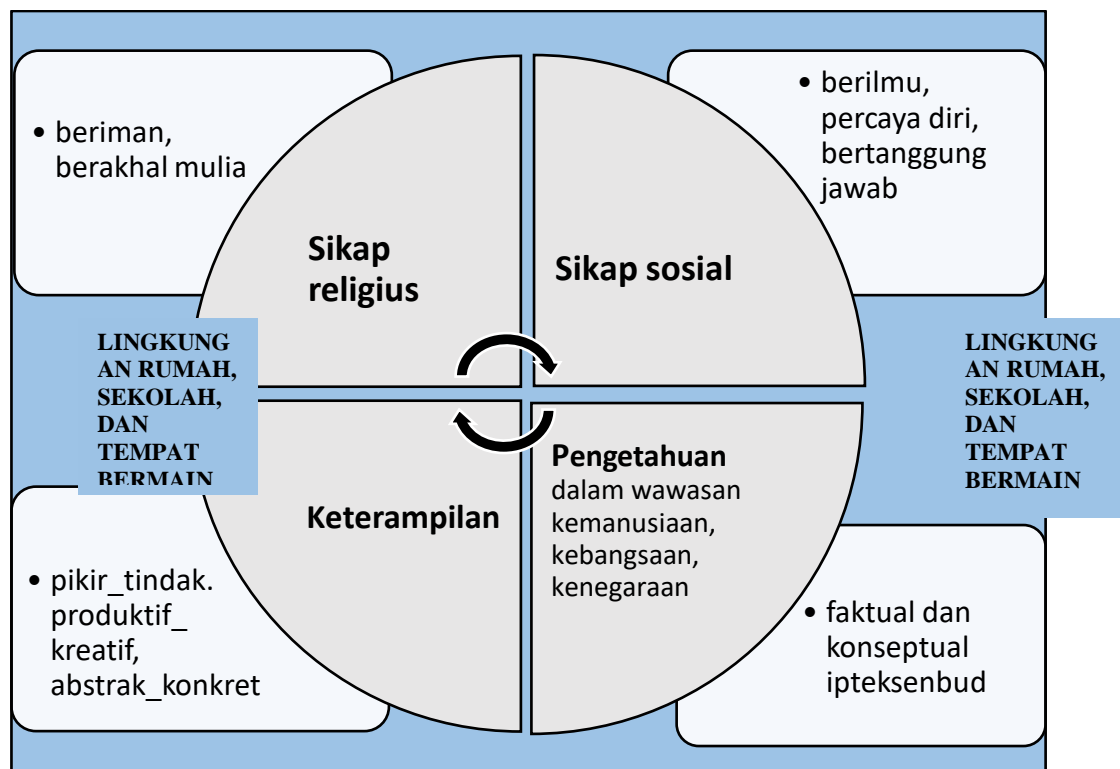 • beriman,
berakhal mulia
• berilmu,
percaya diri,
bertanggung
jawab
Sikap
religius
Sikap sosial
LINGKUNG
AN RUMAH,
SEKOLAH,
DAN
TEMPAT
BERMAIN
LINGKUNG
AN RUMAH,
SEKOLAH,
DAN
TEMPAT
BERMAIN
Keterampilan
Pengetahuan
dalam wawasan
kemanusiaan,
kebangsaan,
kenegaraan
• pikir_tindak.
produktif_
kreatif,
abstrak_konkret
• faktual dan
konseptual
ipteksenbud